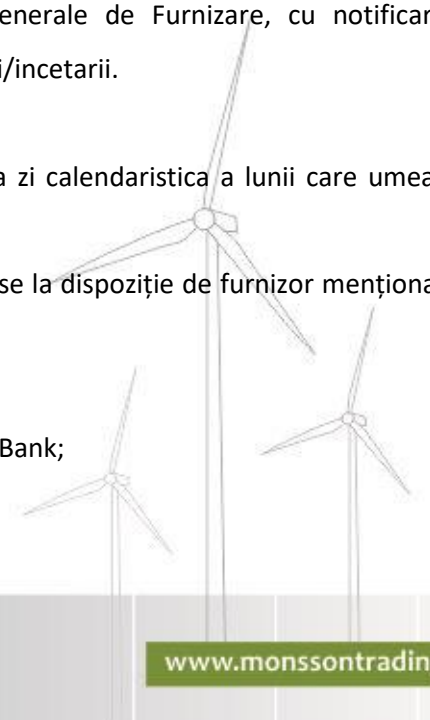 enerale de Furnizare, cu notificar
i/incetarii.
a zi calendaristica a lunii care umea
se la dispoziție de furnizor menționa
Bank;
www.monssontradin